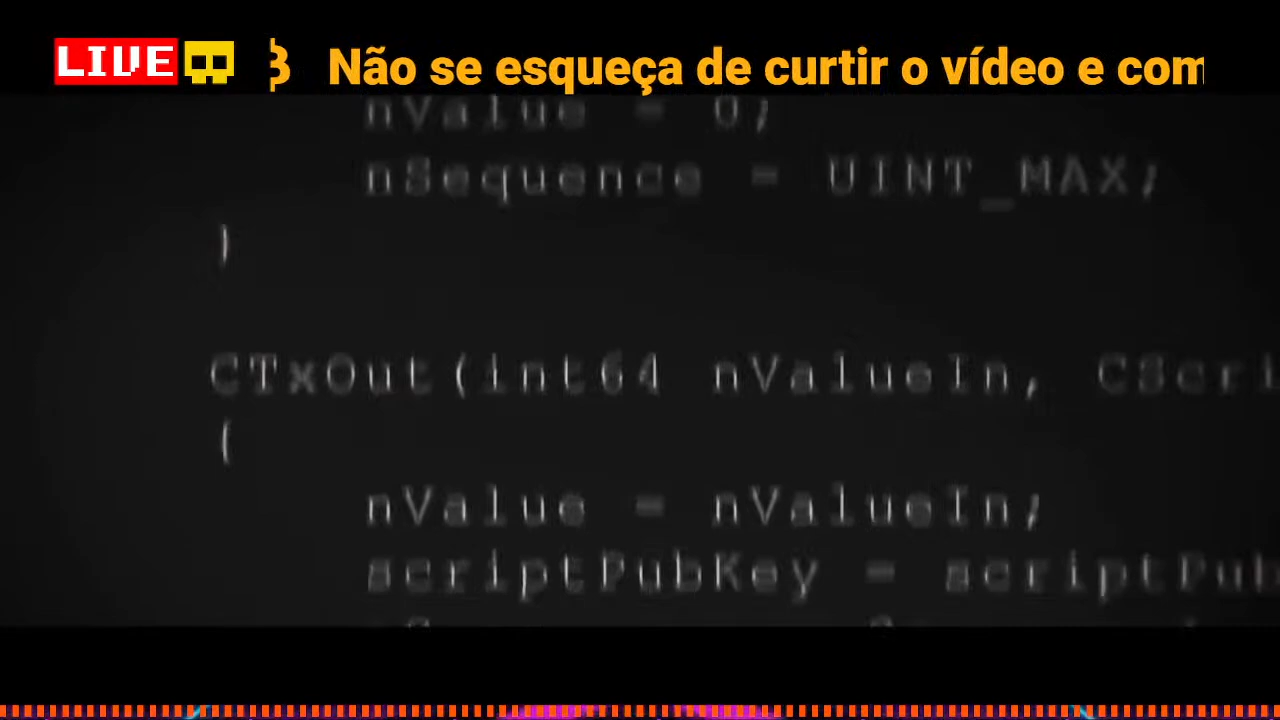 LIVE
Não se esqueça de curtir o vídeo e com
nValue = 0;
nSequence = UINT_MAX;
)
CTxOut(int64 nValueIn, CScri
(
nValue = nValueIn;
scriptPubKey = scriptPub